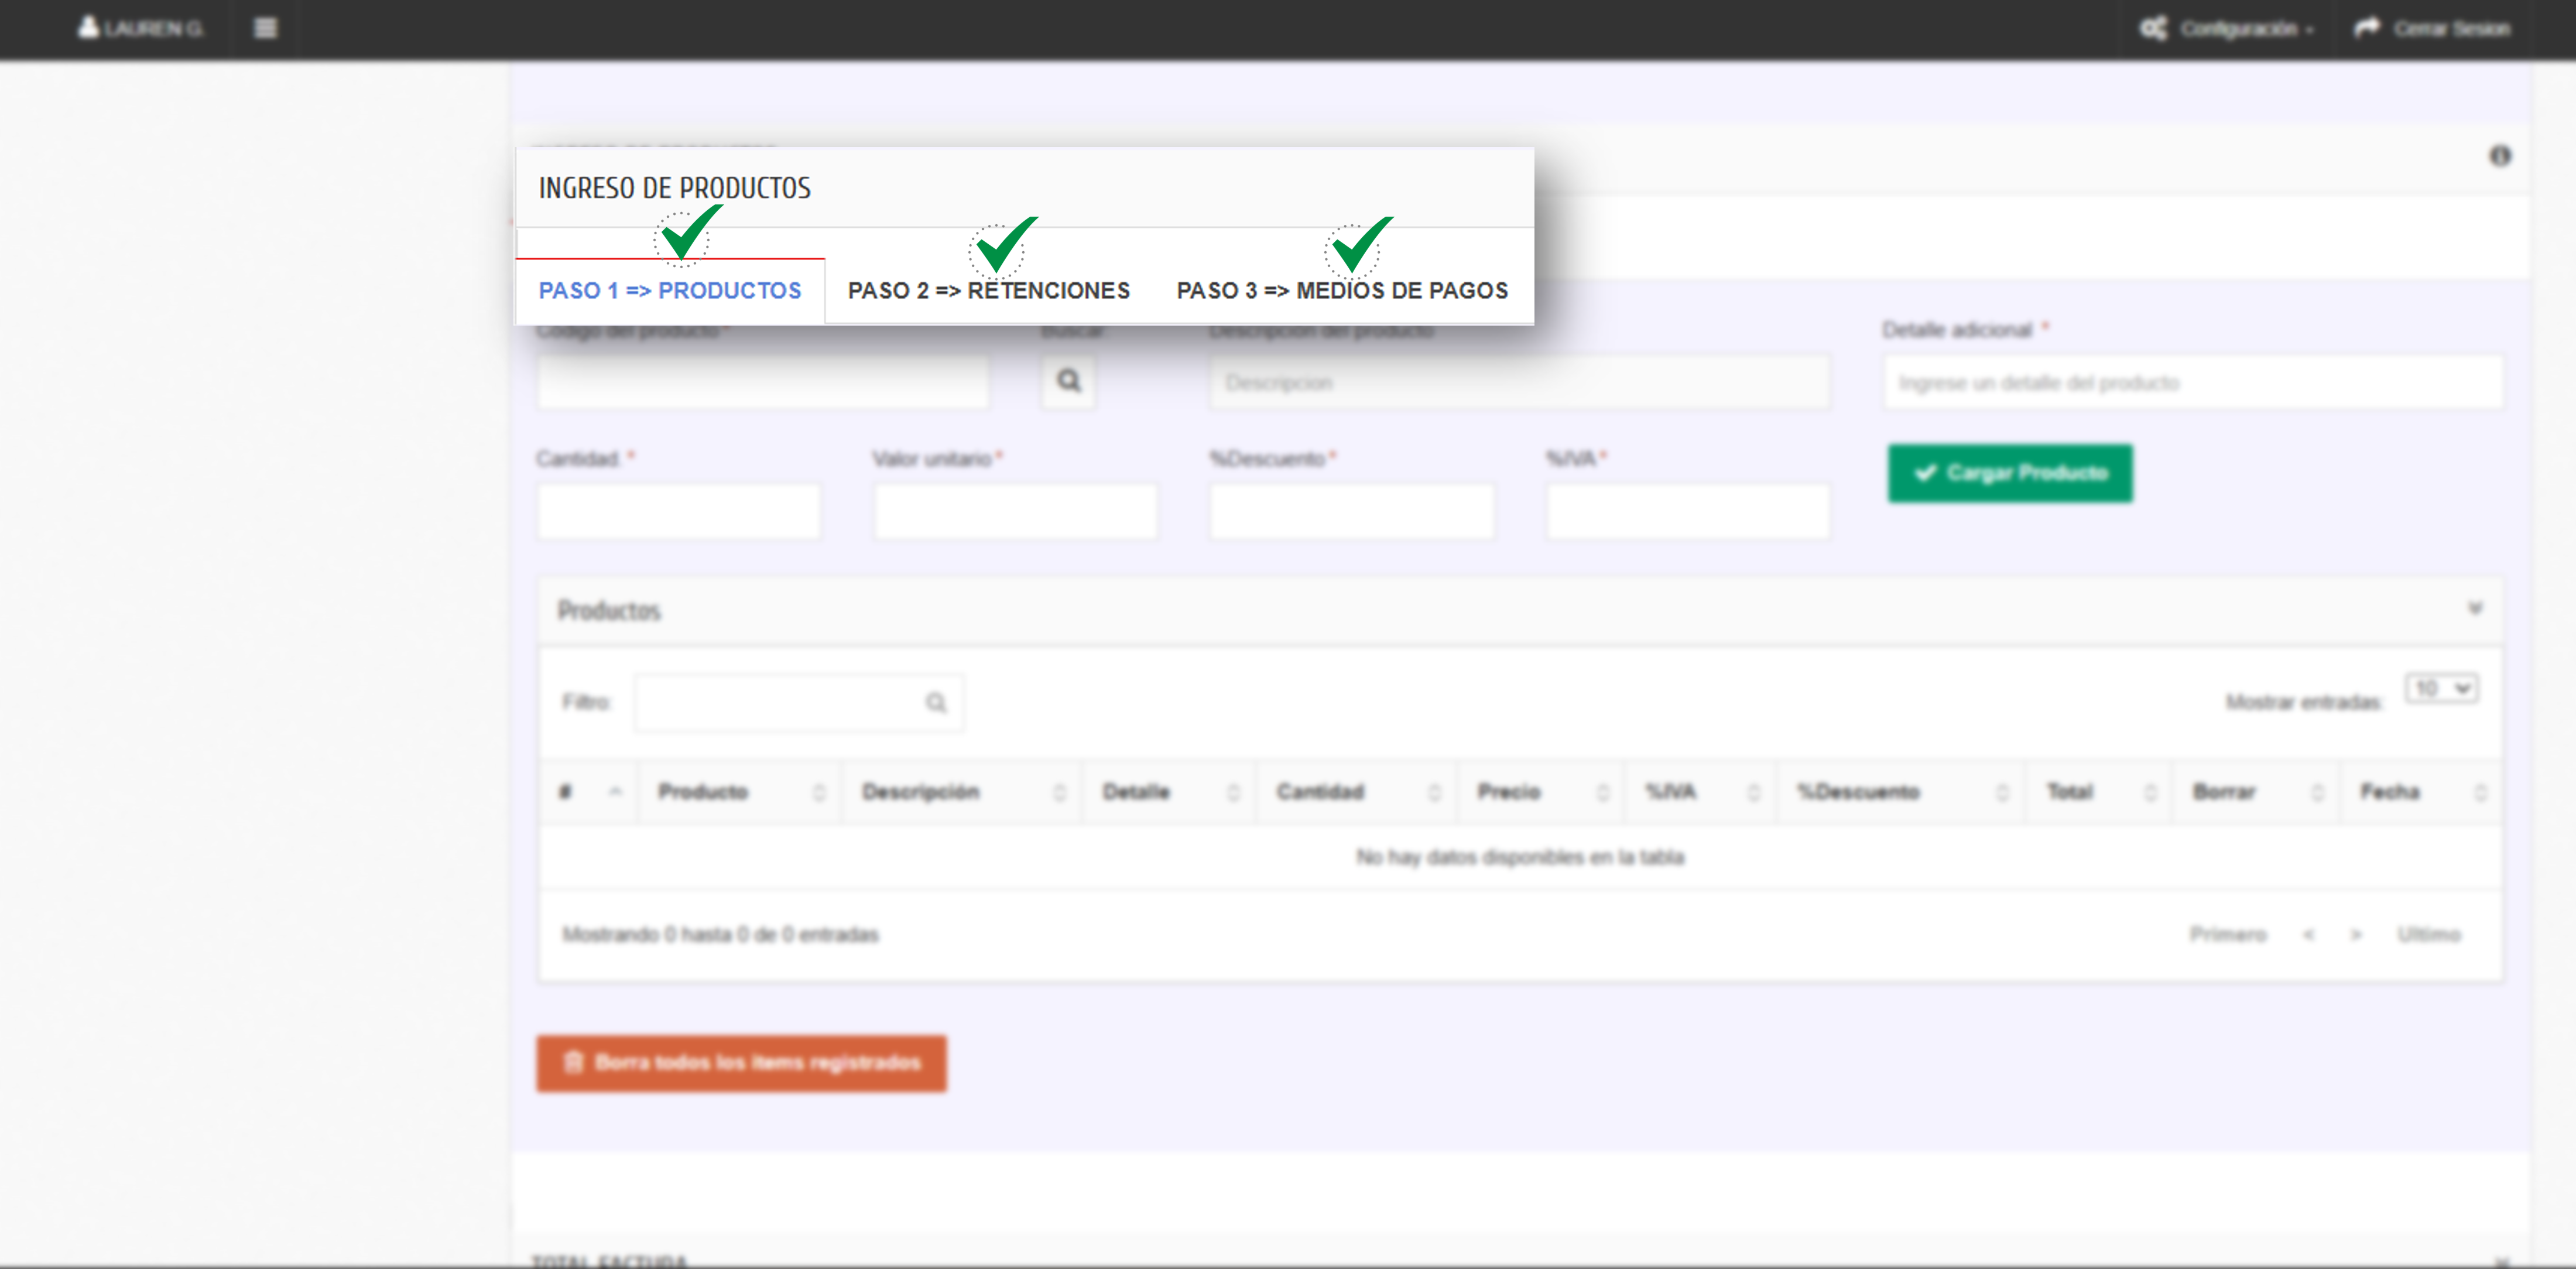 LAUREN G.
Configuración
Cerrar Sesion
INGRESO DE PRODUCTOS
PASO 1 => PRODUCTOS
PASO 2 => RETENCIONES
PASO 3 => MEDIOS DE PAGOS
Codigo del producto *
Buscar:
Descripcion del producto
Detalle adicional *
Descripcion
Ingrese un detalle del producto
Cantidad. *
Valor unitario *
%Descuento *
%IVA *
Cargar Producto
Productos
Filtro:
Mostrar entradas:
10
# Producto Descripción Detalle Cantidad Precio %IVA %Descuento Total Borrar Fecha
No hay datos disponibles en la tabla
Mostrando 0 hasta 0 de 0 entradas
Primero < > Ultimo
Borra todos los items registrados
TOTAL FACTURA